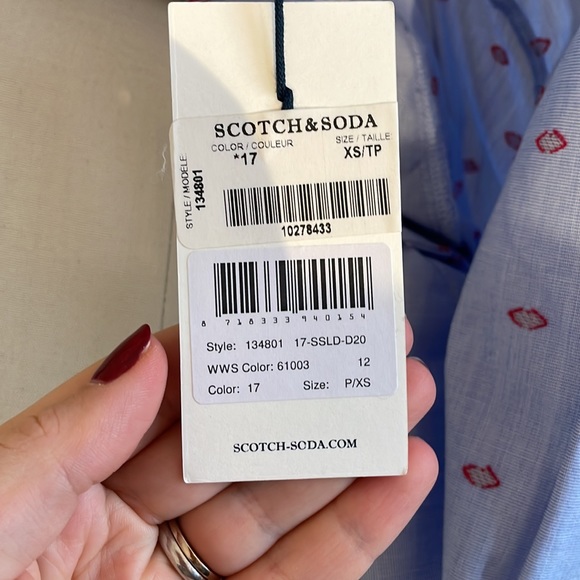 SCOTCH&SODA
COLOR / COULEUR SIZE / TAILLE
*17 XS/TP
STYLE / MODELE
134801
10278433
8 718333 940154
Style: 134801 17-SSLD-D20
WWS Color: 61003 12
Color: 17 Size: P/XS
SCOTCH-SODA.COM